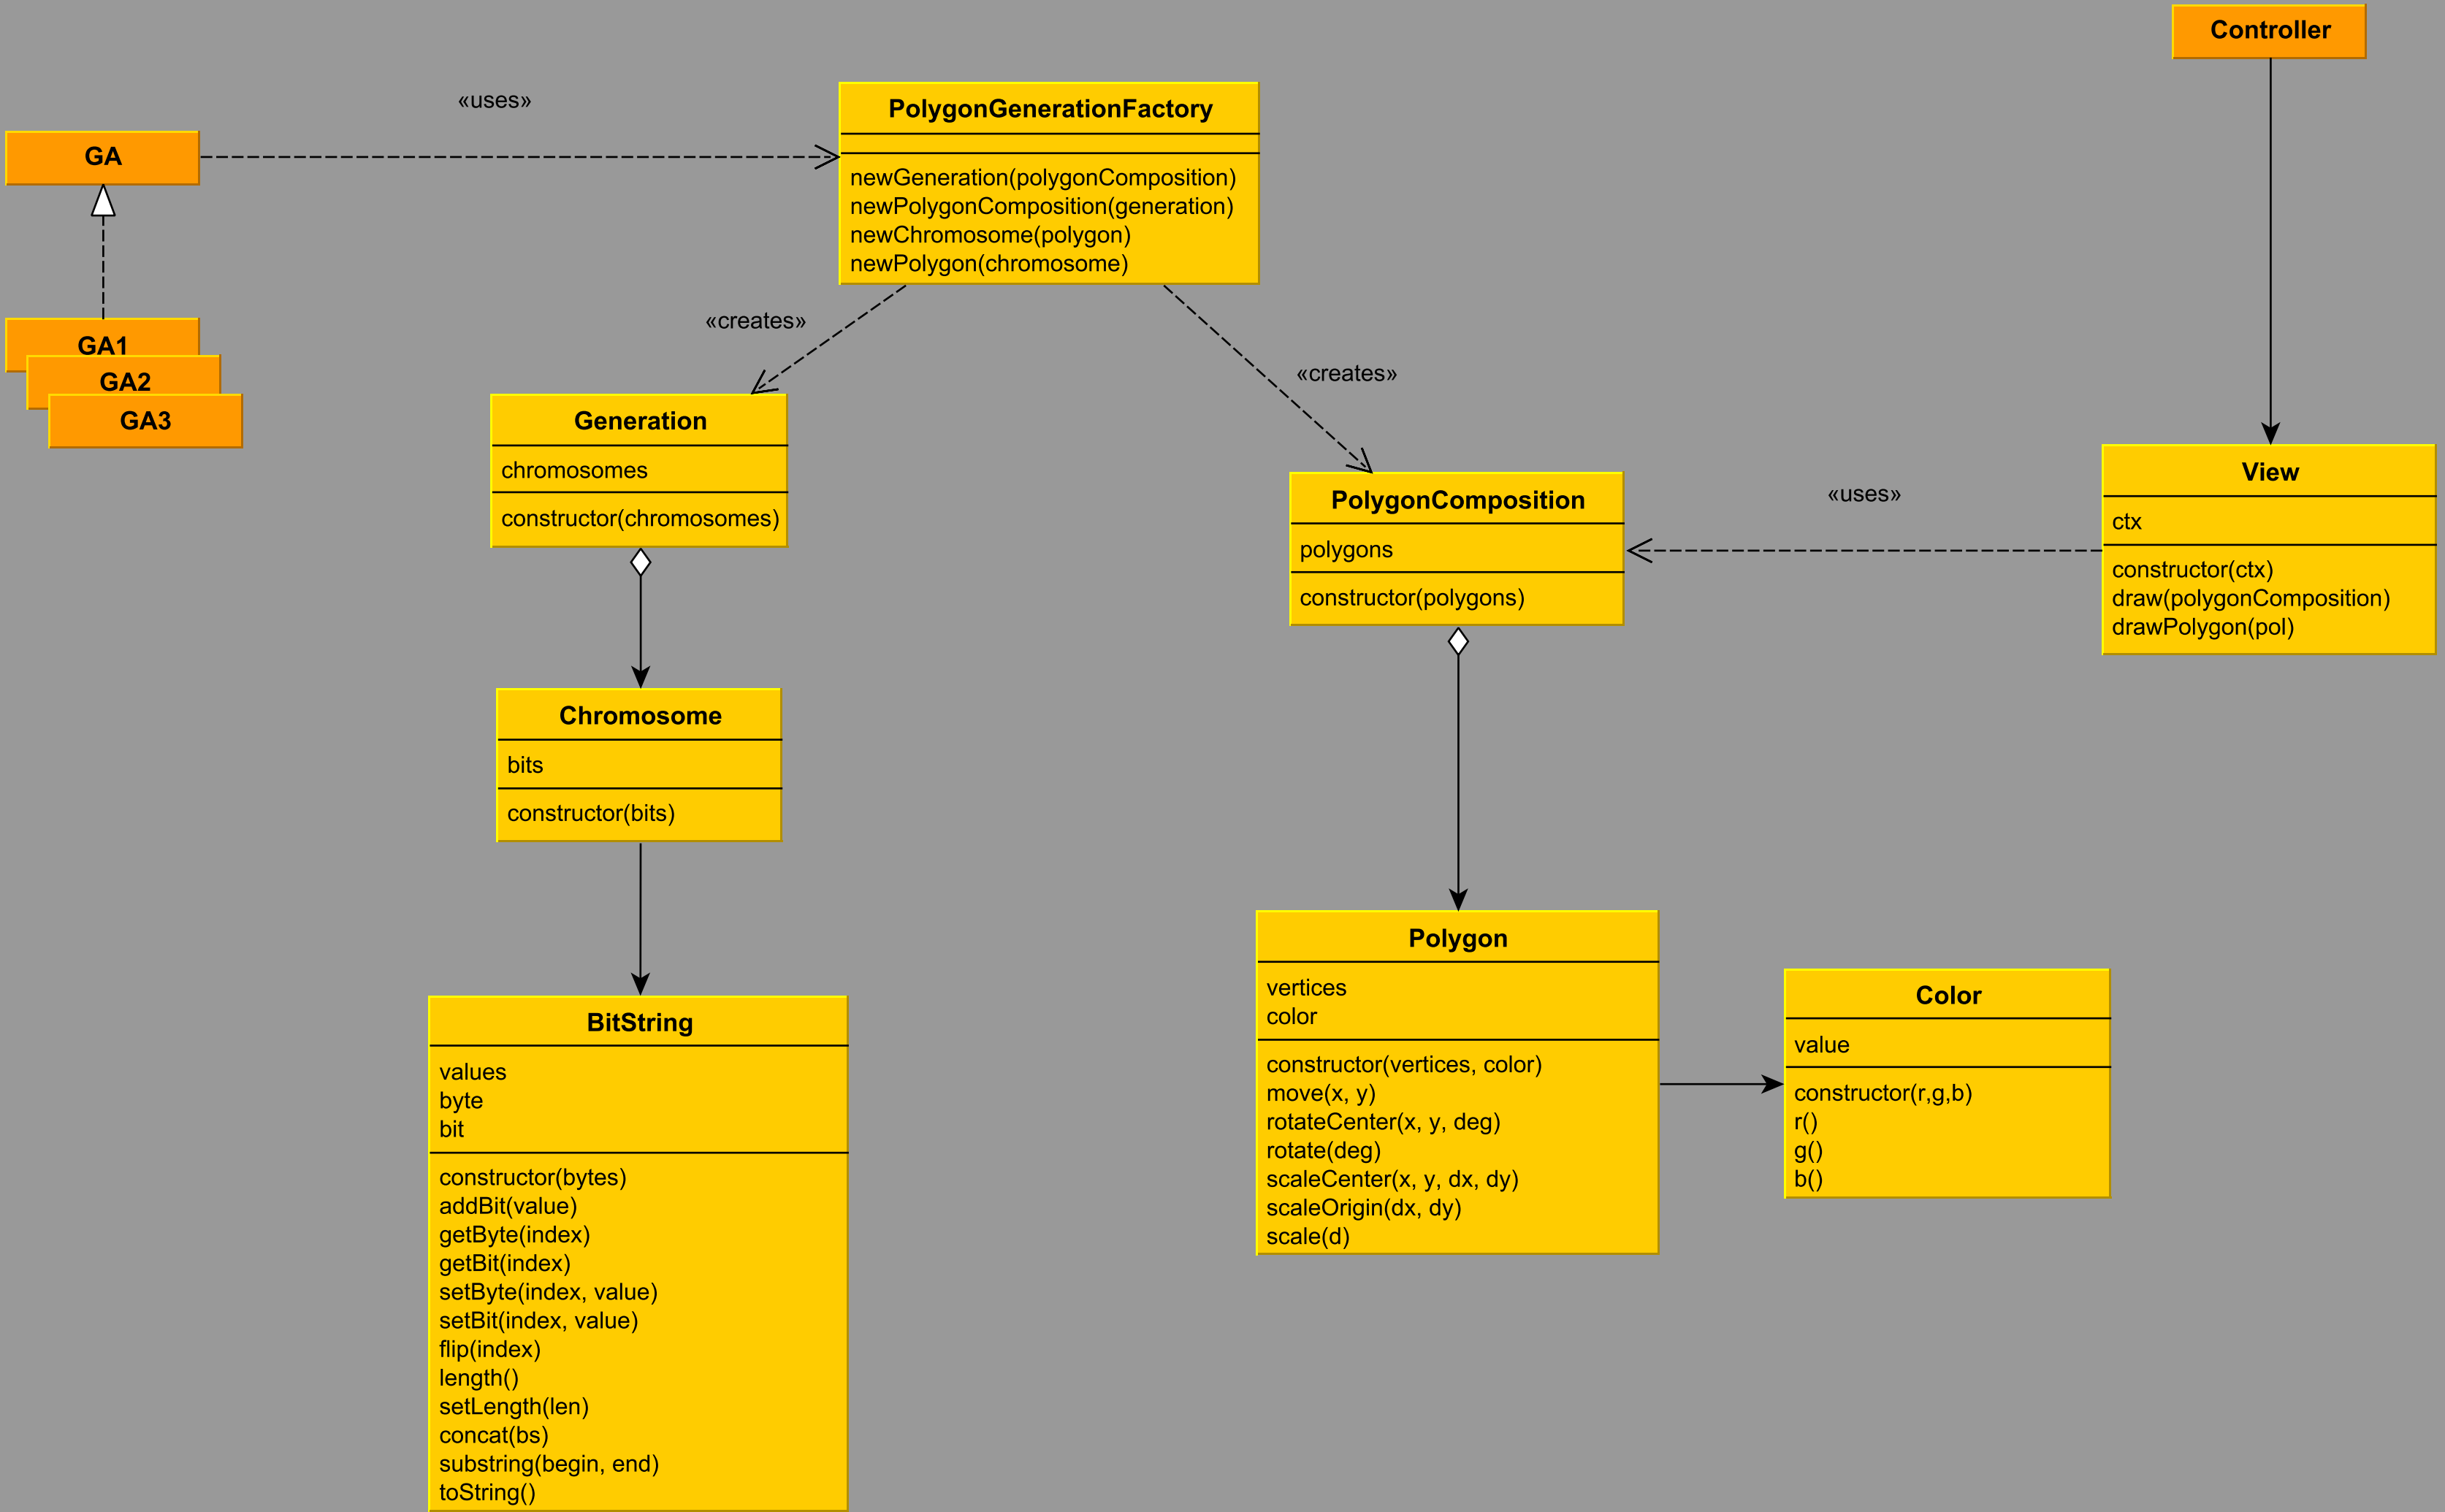 Controller
«uses»
PolygonGenerationFactory
newGeneration(polygonComposition)
newPolygonComposition(generation)
newChromosome(polygon)
newPolygon(chromosome)
GA
GA1
GA2
GA3
«creates»
«creates»
Generation
chromosomes
constructor(chromosomes)
PolygonComposition
polygons
constructor(polygons)
«uses»
View
ctx
constructor(ctx)
draw(polygonComposition)
drawPolygon(pol)
Chromosome
bits
constructor(bits)
BitString
values
byte
bit
constructor(bytes)
addBit(value)
getByte(index)
getBit(index)
setByte(index, value)
setBit(index, value)
flip(index)
length()
setLength(len)
concat(bs)
substring(begin, end)
toString()
Polygon
vertices
color
constructor(vertices, color)
move(x, y)
rotateCenter(x, y, deg)
rotate(deg)
scaleCenter(x, y, dx, dy)
scaleOrigin(dx, dy)
scale(d)
Color
value
constructor(r,g,b)
r()
g()
b()